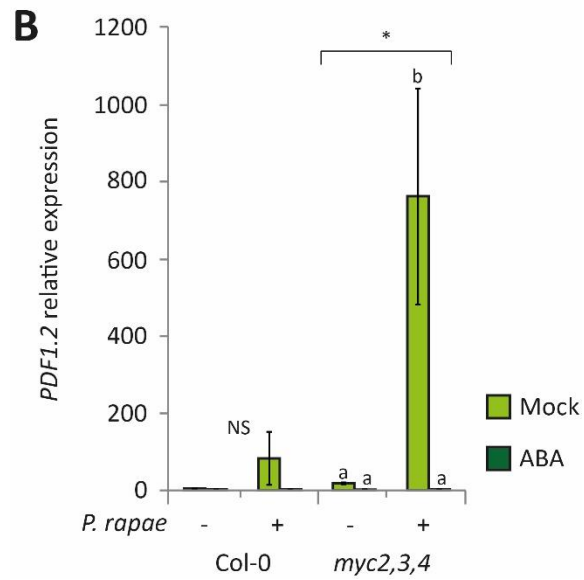 B
PDF1.2 relative expression
1200
1000
800
600
400
200
0
*
b
NS
a
a
a
Mock
ABA
P. rapae - + - +
Col-0 myc2,3,4